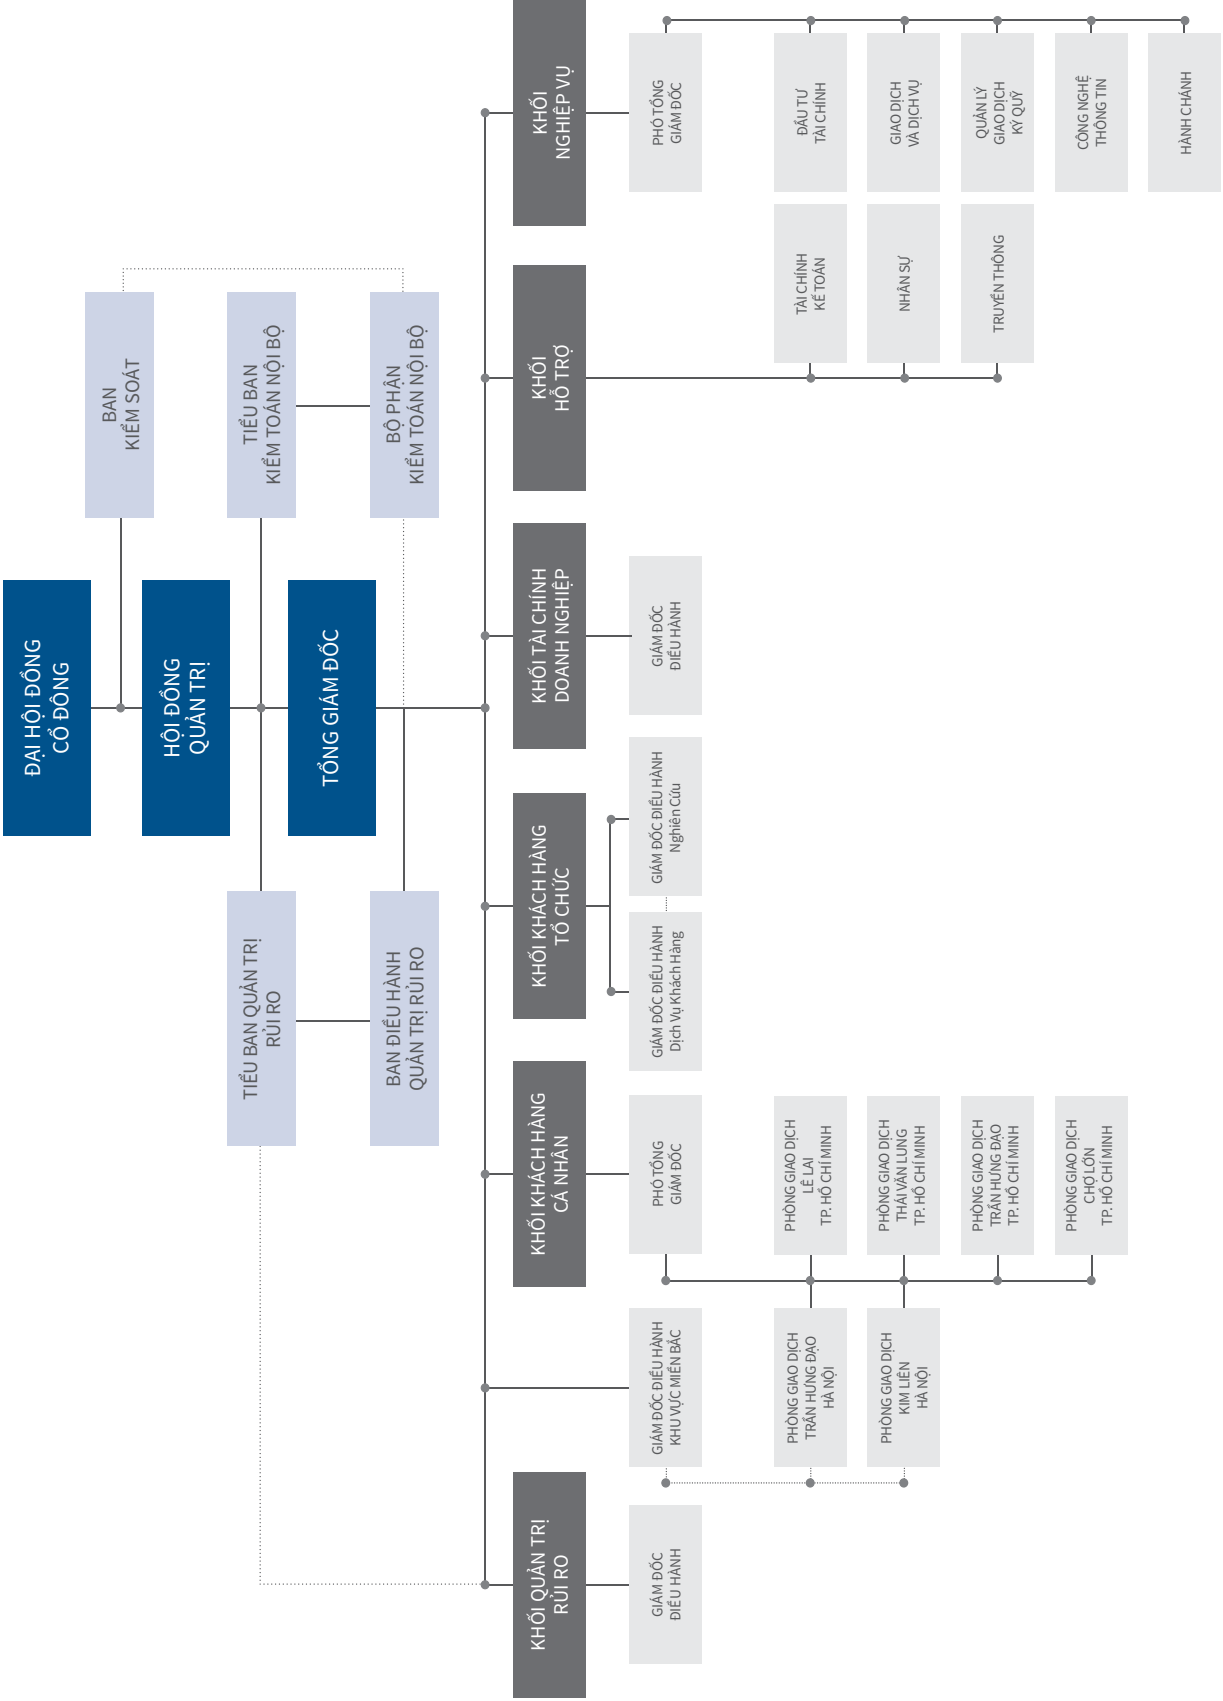 ĐẠI HỘI ĐỒNG
CỔ ĐÔNG
BAN
KIỂM SOÁT
HỘI ĐỒNG
QUẢN TRỊ
TIỂU BAN QUẢN TRỊ
RỦI RO
TIỂU BAN
KIỂM TOÁN NỘI BỘ
TỔNG GIÁM ĐỐC
BAN ĐIỀU HÀNH
QUẢN TRỊ RỦI RO
BỘ PHẬN
KIỂM TOÁN NỘI BỘ
KHỐI QUẢN TRỊ
RỦI RO
KHỐI KHÁCH HÀNG
CÁ NHÂN
KHỐI KHÁCH HÀNG
TỔ CHỨC
KHỐI TÀI CHÍNH
DOANH NGHIỆP
KHỐI
HỖ TRỢ
KHỐI
NGHIỆP VỤ
GIÁM ĐỐC
ĐIỀU HÀNH
GIÁM ĐỐC ĐIỀU HÀNH
KHU VỰC MIỀN BẮC
PHÓ TỔNG
GIÁM ĐỐC
GIÁM ĐỐC ĐIỀU HÀNH
Dịch Vụ Khách Hàng
GIÁM ĐỐC ĐIỀU HÀNH
Nghiên Cứu
GIÁM ĐỐC
ĐIỀU HÀNH
PHÓ TỔNG
GIÁM ĐỐC
PHÒNG GIAO DỊCH
TRẦN HƯNG ĐẠO
HÀ NỘI
PHÒNG GIAO DỊCH
LÊ LAI
TP. HỒ CHÍ MINH
TÀI CHÍNH
KẾ TOÁN
ĐẦU TƯ
TÀI CHÍNH
PHÒNG GIAO DỊCH
KIM LIÊN
HÀ NỘI
PHÒNG GIAO DỊCH
THÁI VĂN LUNG
TP. HỒ CHÍ MINH
NHÂN SỰ
GIAO DỊCH
VÀ DỊCH VỤ
PHÒNG GIAO DỊCH
TRẦN HƯNG ĐẠO
TP. HỒ CHÍ MINH
TRUYỀN THÔNG
QUẢN LÝ
GIAO DỊCH
KÝ QUỸ
PHÒNG GIAO DỊCH
CHỢ LỚN
TP. HỒ CHÍ MINH
CÔNG NGHỆ
THÔNG TIN
HÀNH CHÁNH